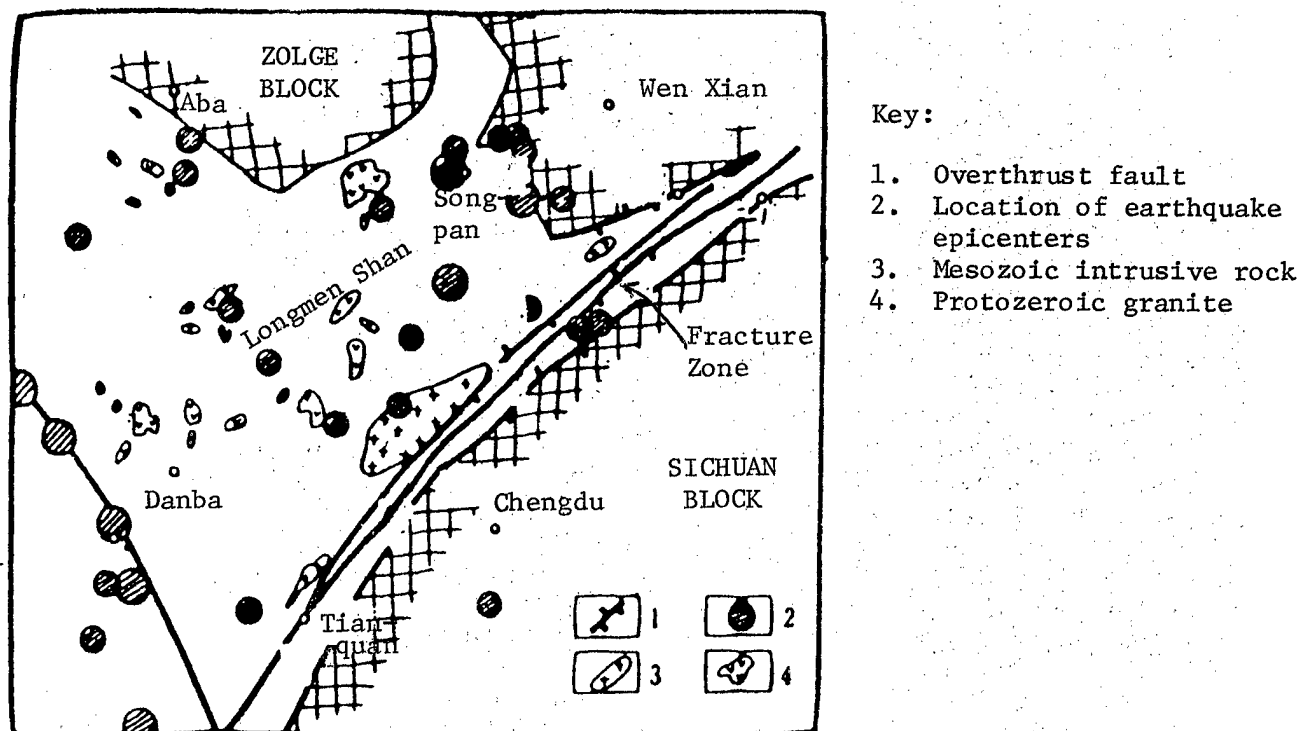 ZOLGE
BLOCK
Aba
Wen Xian
Song-
pan
Longmen Shan
Fracture
Zone
SICHUAN
BLOCK
Danba
Chengdu
Tian-
quan
1
2
3
4
Key:
1. Overthrust fault
2. Location of earthquake
epicenters
3. Mesozoic intrusive rock
4. Protozeroic granite